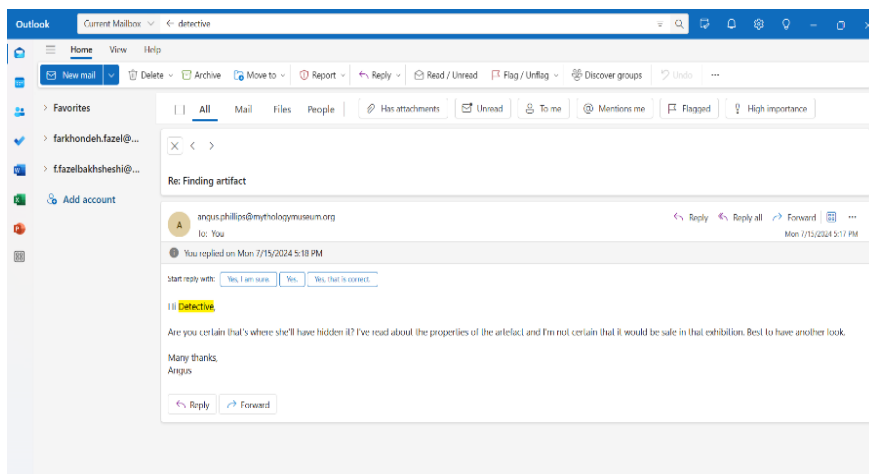 Outlook
Current Mailbox
detective
Home View Help
New mail Delete Archive Move to Report Reply Read / Unread Flag / Unflag Discover groups Undo
Favorites
All Mail Files People Has attachments Unread To me Mentions me Flagged High importance
farkhondeh.fazel@...
f.fazelbakhsheshi@...
Add account
Re: Finding artifact
A
angus.phillips@mythologymuseum.org
To: You
Reply Reply all Forward
Mon 7/15/2024 5:17 PM
You replied on Mon 7/15/2024 5:18 PM
Start reply with: Yes, I am sure. Yes. Yes, that is correct.
Hi Detective,
Are you certain that's where she'll have hidden it? I've read about the properties of the artefact and I'm not certain that it would be safe in that exhibition. Best to have another look.
Many thanks,
Angus
Reply Forward